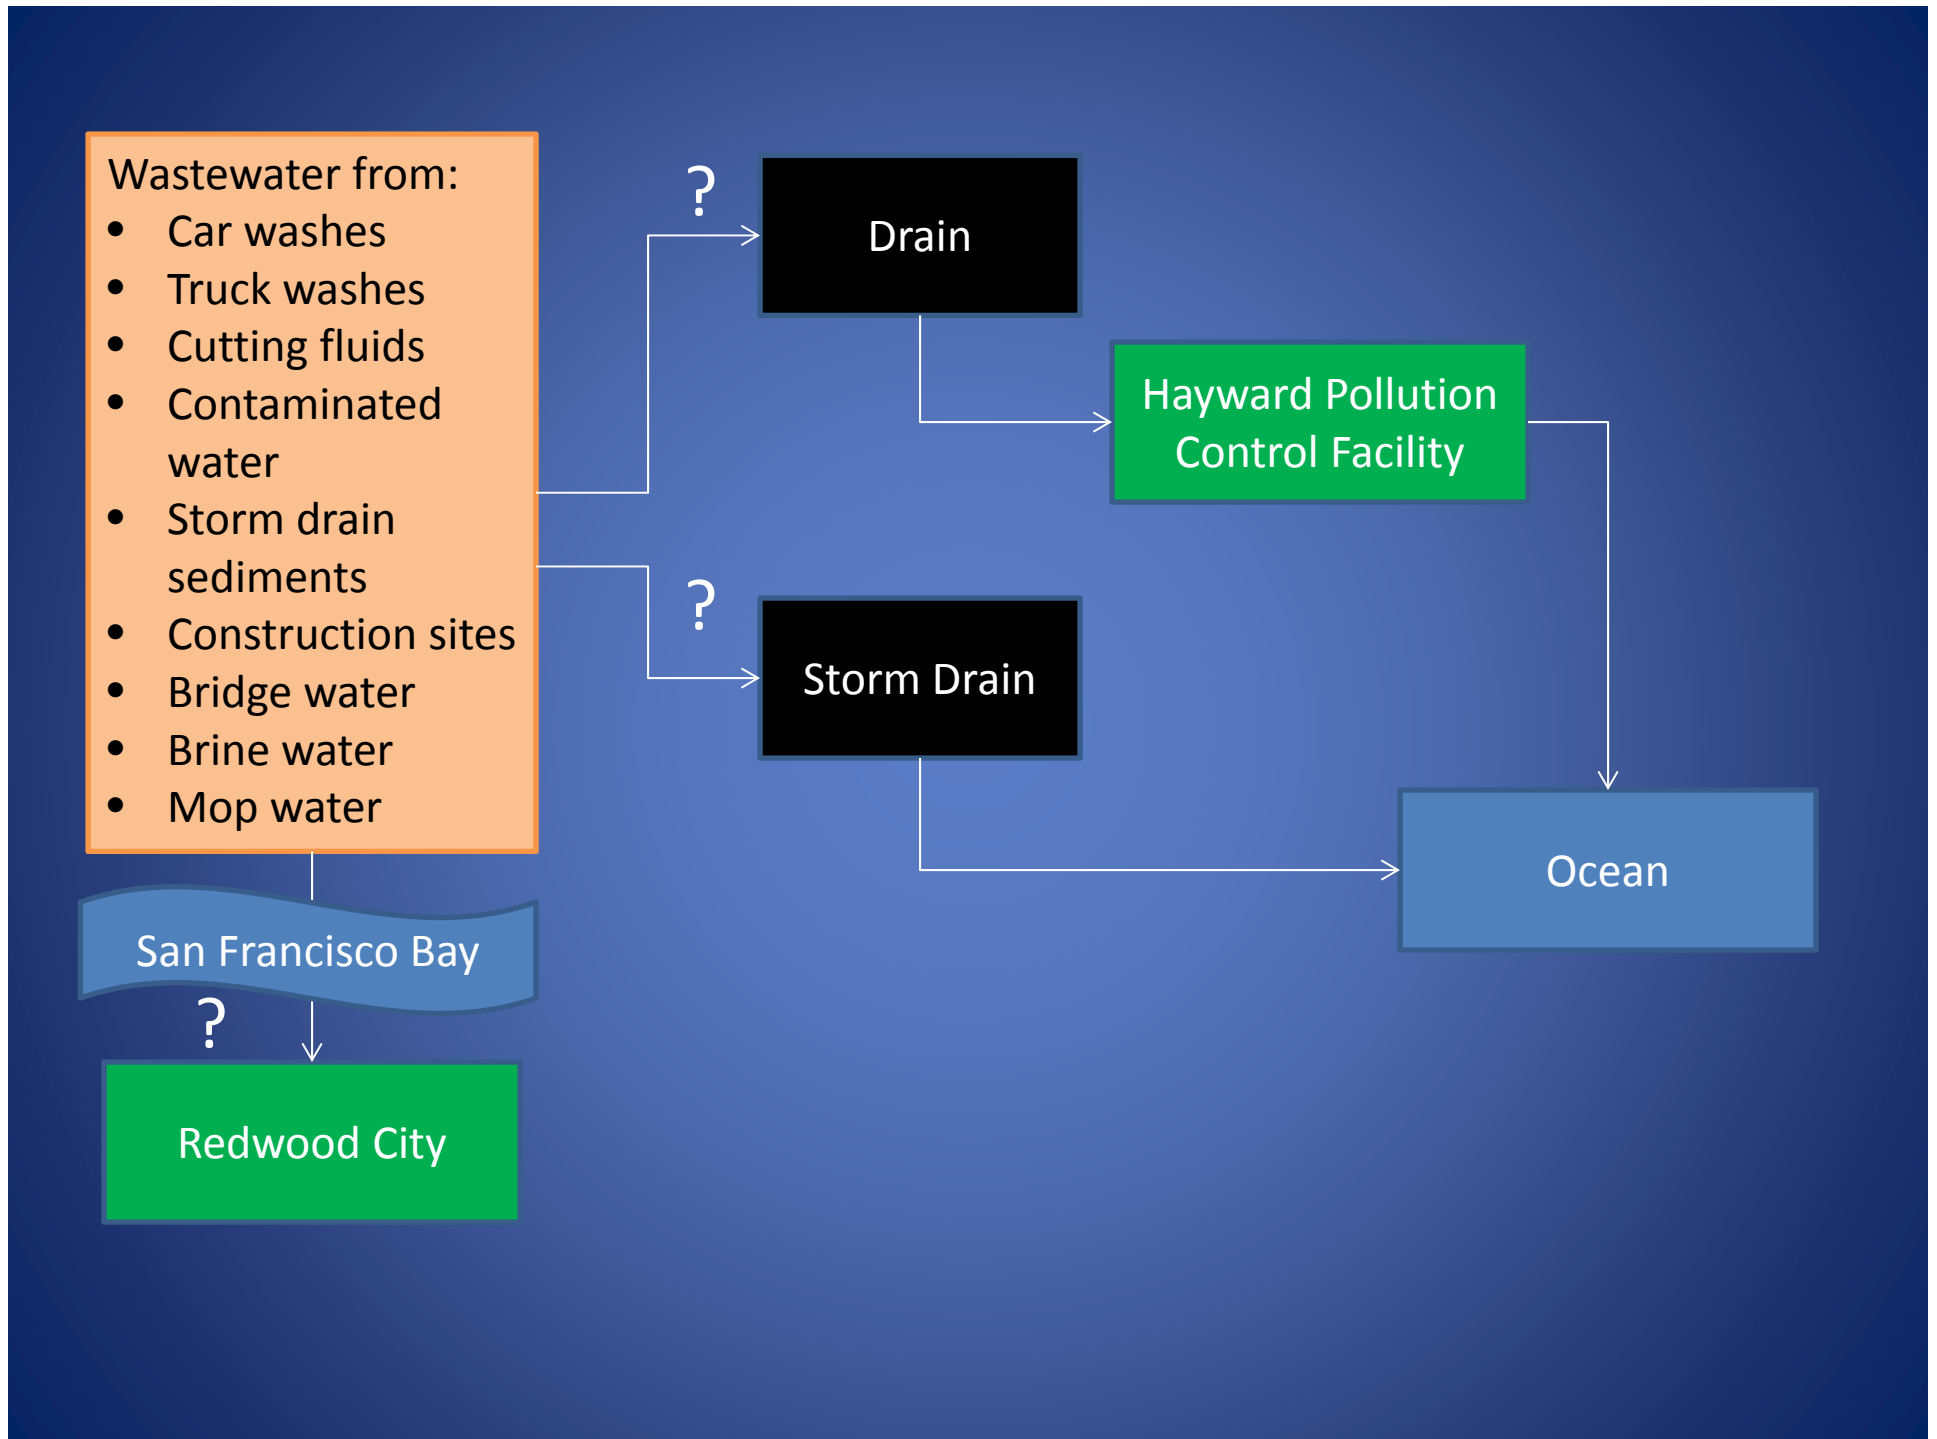 Wastewater from:
• Car washes
• Truck washes
• Cutting fluids
• Contaminated
water
• Storm drain
sediments
• Construction sites
• Bridge water
• Brine water
• Mop water
?
Drain
Hayward Pollution
Control Facility
?
Storm Drain
Ocean
San Francisco Bay
?
Redwood City